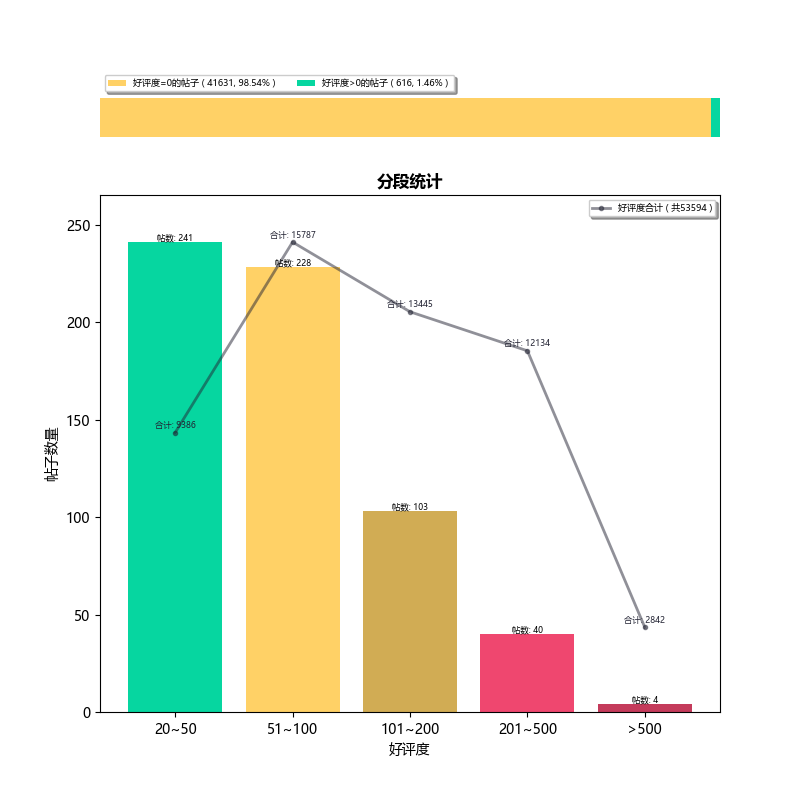 好评度=0的帖子 ( 41631, 98.54% )
好评度>0的帖子 ( 616, 1.46% )
分段统计
好评度合计 ( 共53594 )
250
200
150
100
50
0
帖子数量
帖数: 241
合计: 15787
帖数: 228
合计: 13445
合计: 12134
合计: 9386
帖数: 103
帖数: 40
合计: 2842
帖数: 4
20~50
51~100
101~200
201~500
>500
好评度